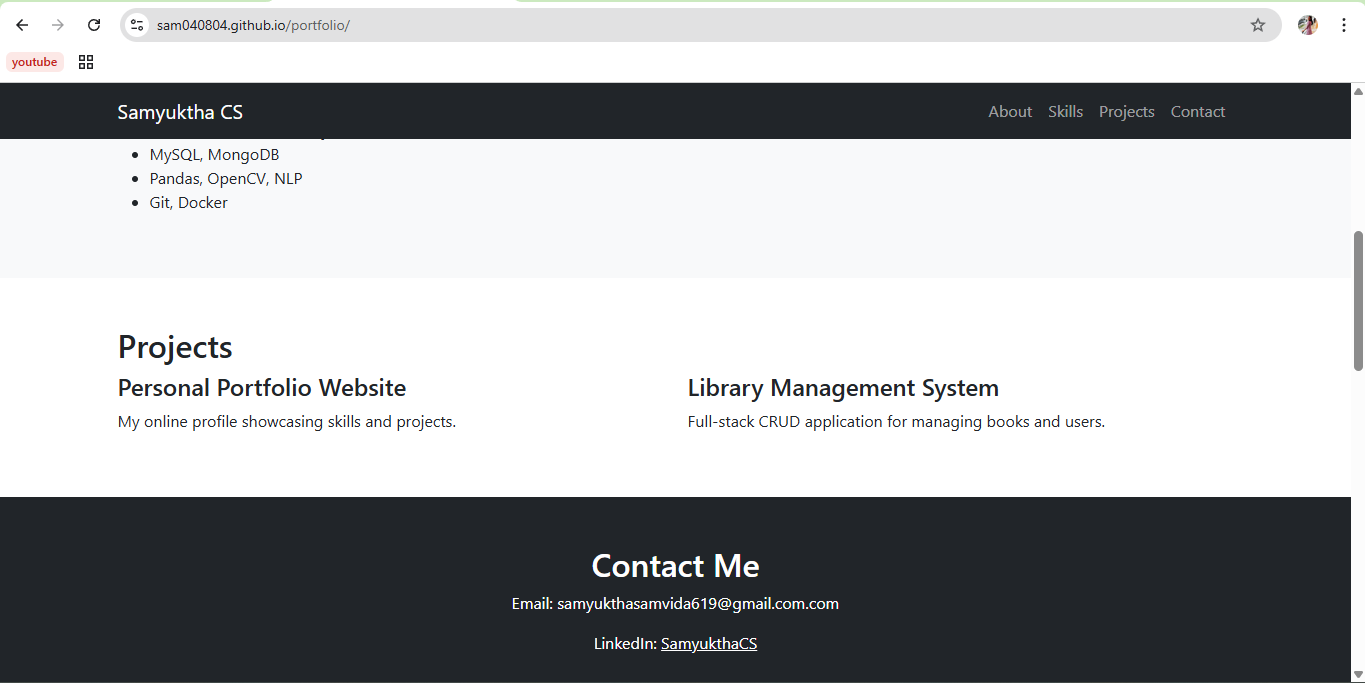 sam040804.github.io/portfolio/
youtube
Samyuktha CS
About Skills Projects Contact
MySQL, MongoDB
Pandas, OpenCV, NLP
Git, Docker
Projects
Personal Portfolio Website
My online profile showcasing skills and projects.
Library Management System
Full-stack CRUD application for managing books and users.
Contact Me
Email: samyukthasamvida619@gmail.com.com
LinkedIn: SamyukthaCS